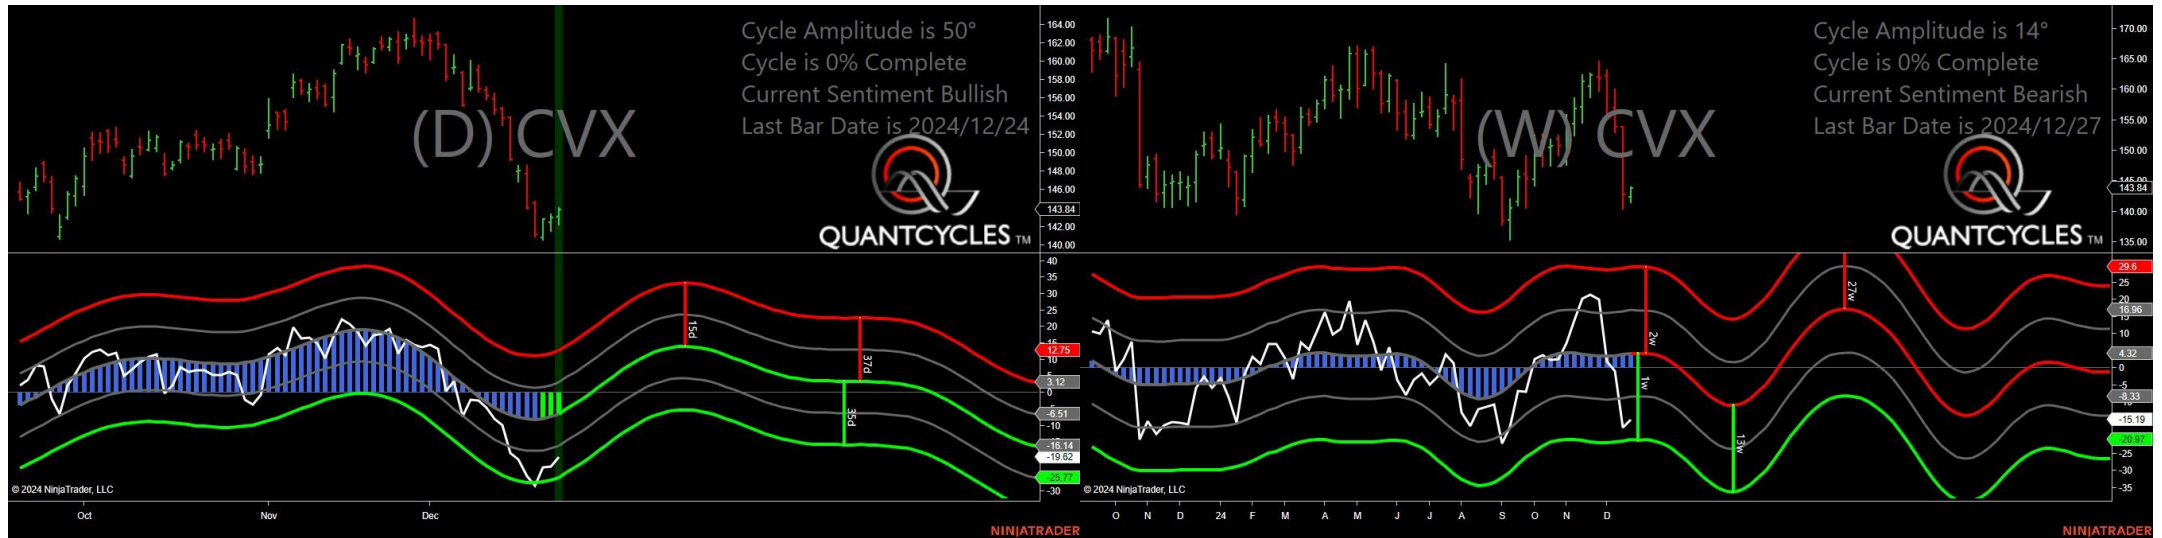 Cycle Amplitude is 50°
Cycle is 0% Complete
Current Sentiment Bullish
Last Bar Date is 2024/12/24
(D) CVX
QUANTCYCLES TM
164.00
162.00
160.00
158.00
156.00
154.00
152.00
150.00
148.00
146.00
143.84
142.00
140.00
40
35
30
25
20
15
12.75
10
3.12
0
-5
-6.51
-10
-16.14
-19.62
-25.77
-30
15d
37d
35d
© 2024 NinjaTrader, LLC
Oct
Nov
Dec
NINJATRADER
Cycle Amplitude is 14°
Cycle is 0% Complete
Current Sentiment Bearish
Last Bar Date is 2024/12/27
(W) CVX
QUANTCYCLES TM
170.00
165.00
160.00
155.00
150.00
145.00
143.84
140.00
135.00
29.6
25
20
16.96
15
10
4.32
0
-5
-8.33
-10
-15.19
-20.97
-25
-30
-35
2w
1w
13w
27w
© 2024 NinjaTrader, LLC
O N D 24 F M A M J J A S O N D
NINJATRADER